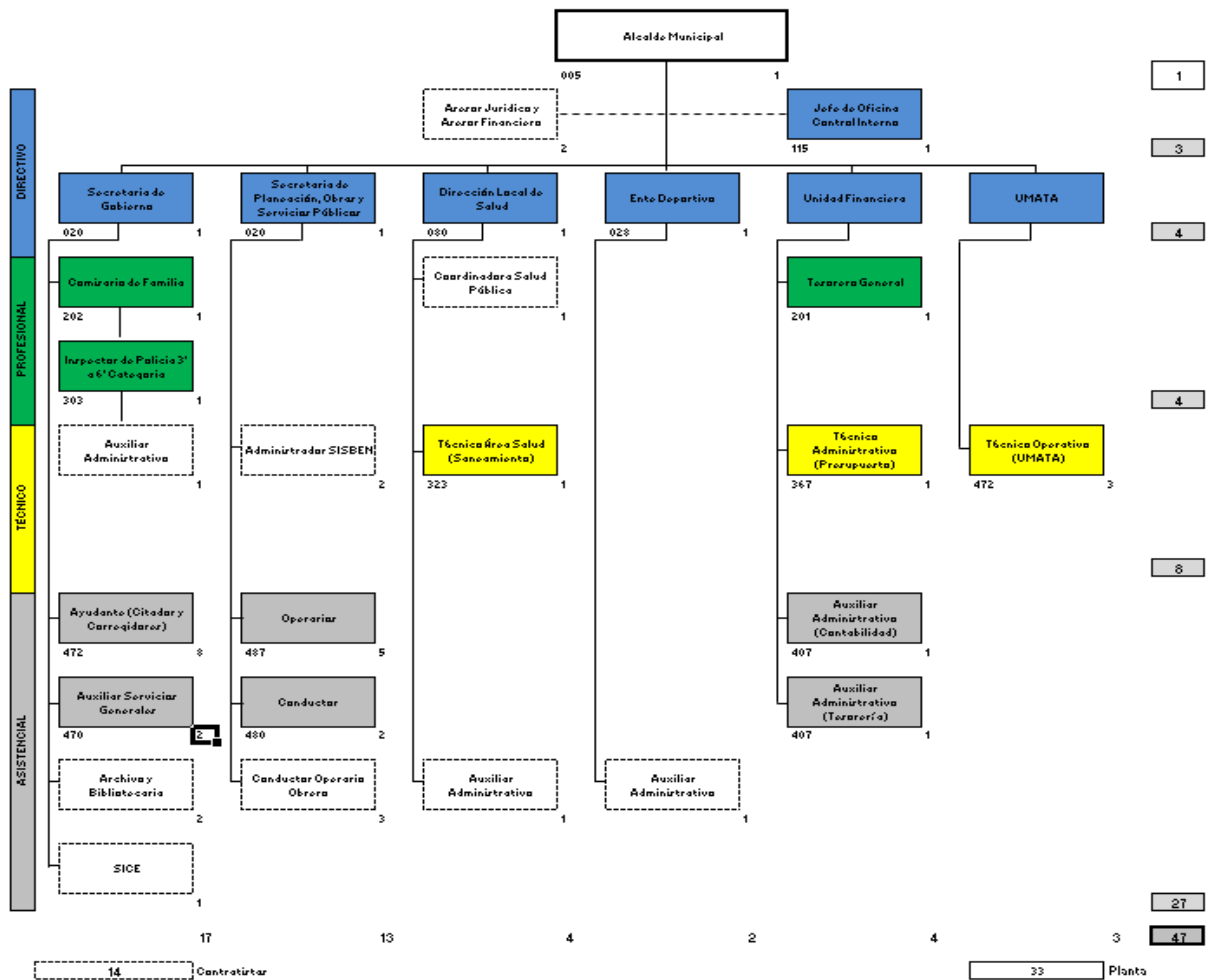 Alcalde Municipal
005 1
1
Asesor Jurídico y
Asesor Financiero
2
Jefe de Oficina
Control Interno
115 1
3
DIRECTIVO
Secretaria de
Gobierno
020 1
Secretaria de
Planeación, Obras y
Servicios Públicos
020 1
Dirección Local de
Salud
080 1
Ente Deportivo
028 1
Unidad Financiera
1
UMATA
4
PROFESIONAL
Comisaria de Familia
202 1
Coordinadora Salud
Pública
1
Tesorero General
201 1
Inspector de Policia 3ª
a 6ª Categoria
303 1
4
TÉCNICO
Auxiliar
Administrativo
1
Administrador SISBEN
2
Técnico Área Salud
(Saneamiento)
323 1
Técnico
Administrativo
(Presupuesto)
367 1
Técnico Operativo
(UMATA)
472 3
8
ASISTENCIAL
Ayudante (Citador y
Corregidores)
472 8
Operarios
487 5
Auxiliar
Administrativo
(Contabilidad)
407 1
Auxiliar Servicios
Generales
470 2
Conductor
480 2
Auxiliar
Administrativo
(Tesorería)
407 1
Archivo y
Bibliotecario
2
Conductor Operario
Obrero
3
Auxiliar
Administrativo
1
Auxiliar
Administrativo
1
SICE
1
27
17 13 4 2 4 3 47
14 Contratistas
33 Planta